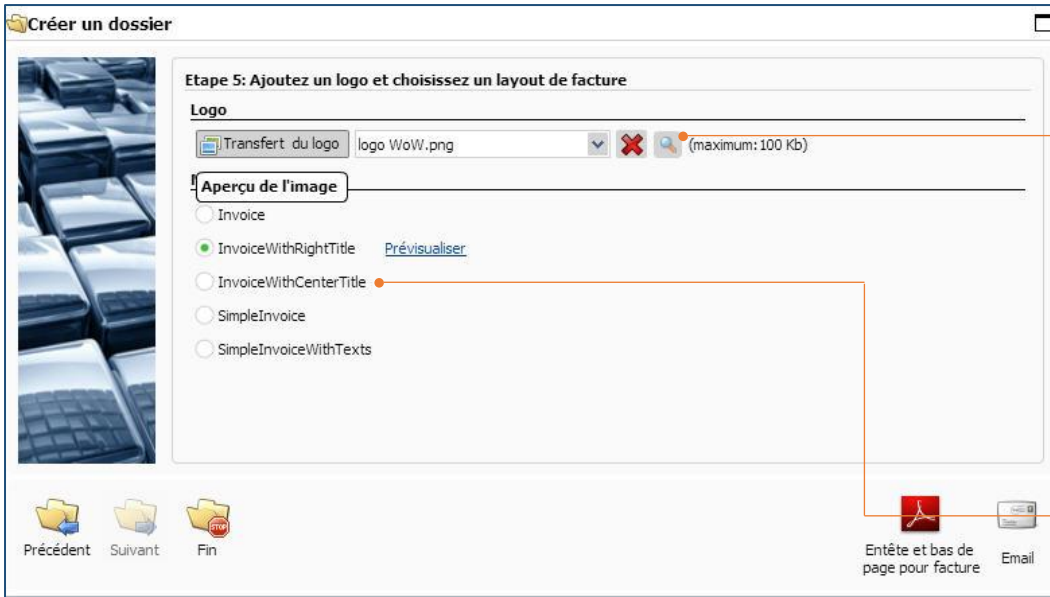 Créer un dossier
Etape 5: Ajoutez un logo et choisissez un layout de facture
Logo
Transfert du logo logo WoW.png (maximum: 100 Kb)
Aperçu de l'image
Invoice
InvoiceWithRightTitle Prévisualiser
InvoiceWithCenterTitle
SimpleInvoice
SimpleInvoiceWithTexts
STOP
Précédent Suivant Fin
Entête et bas de
page pour facture
Email